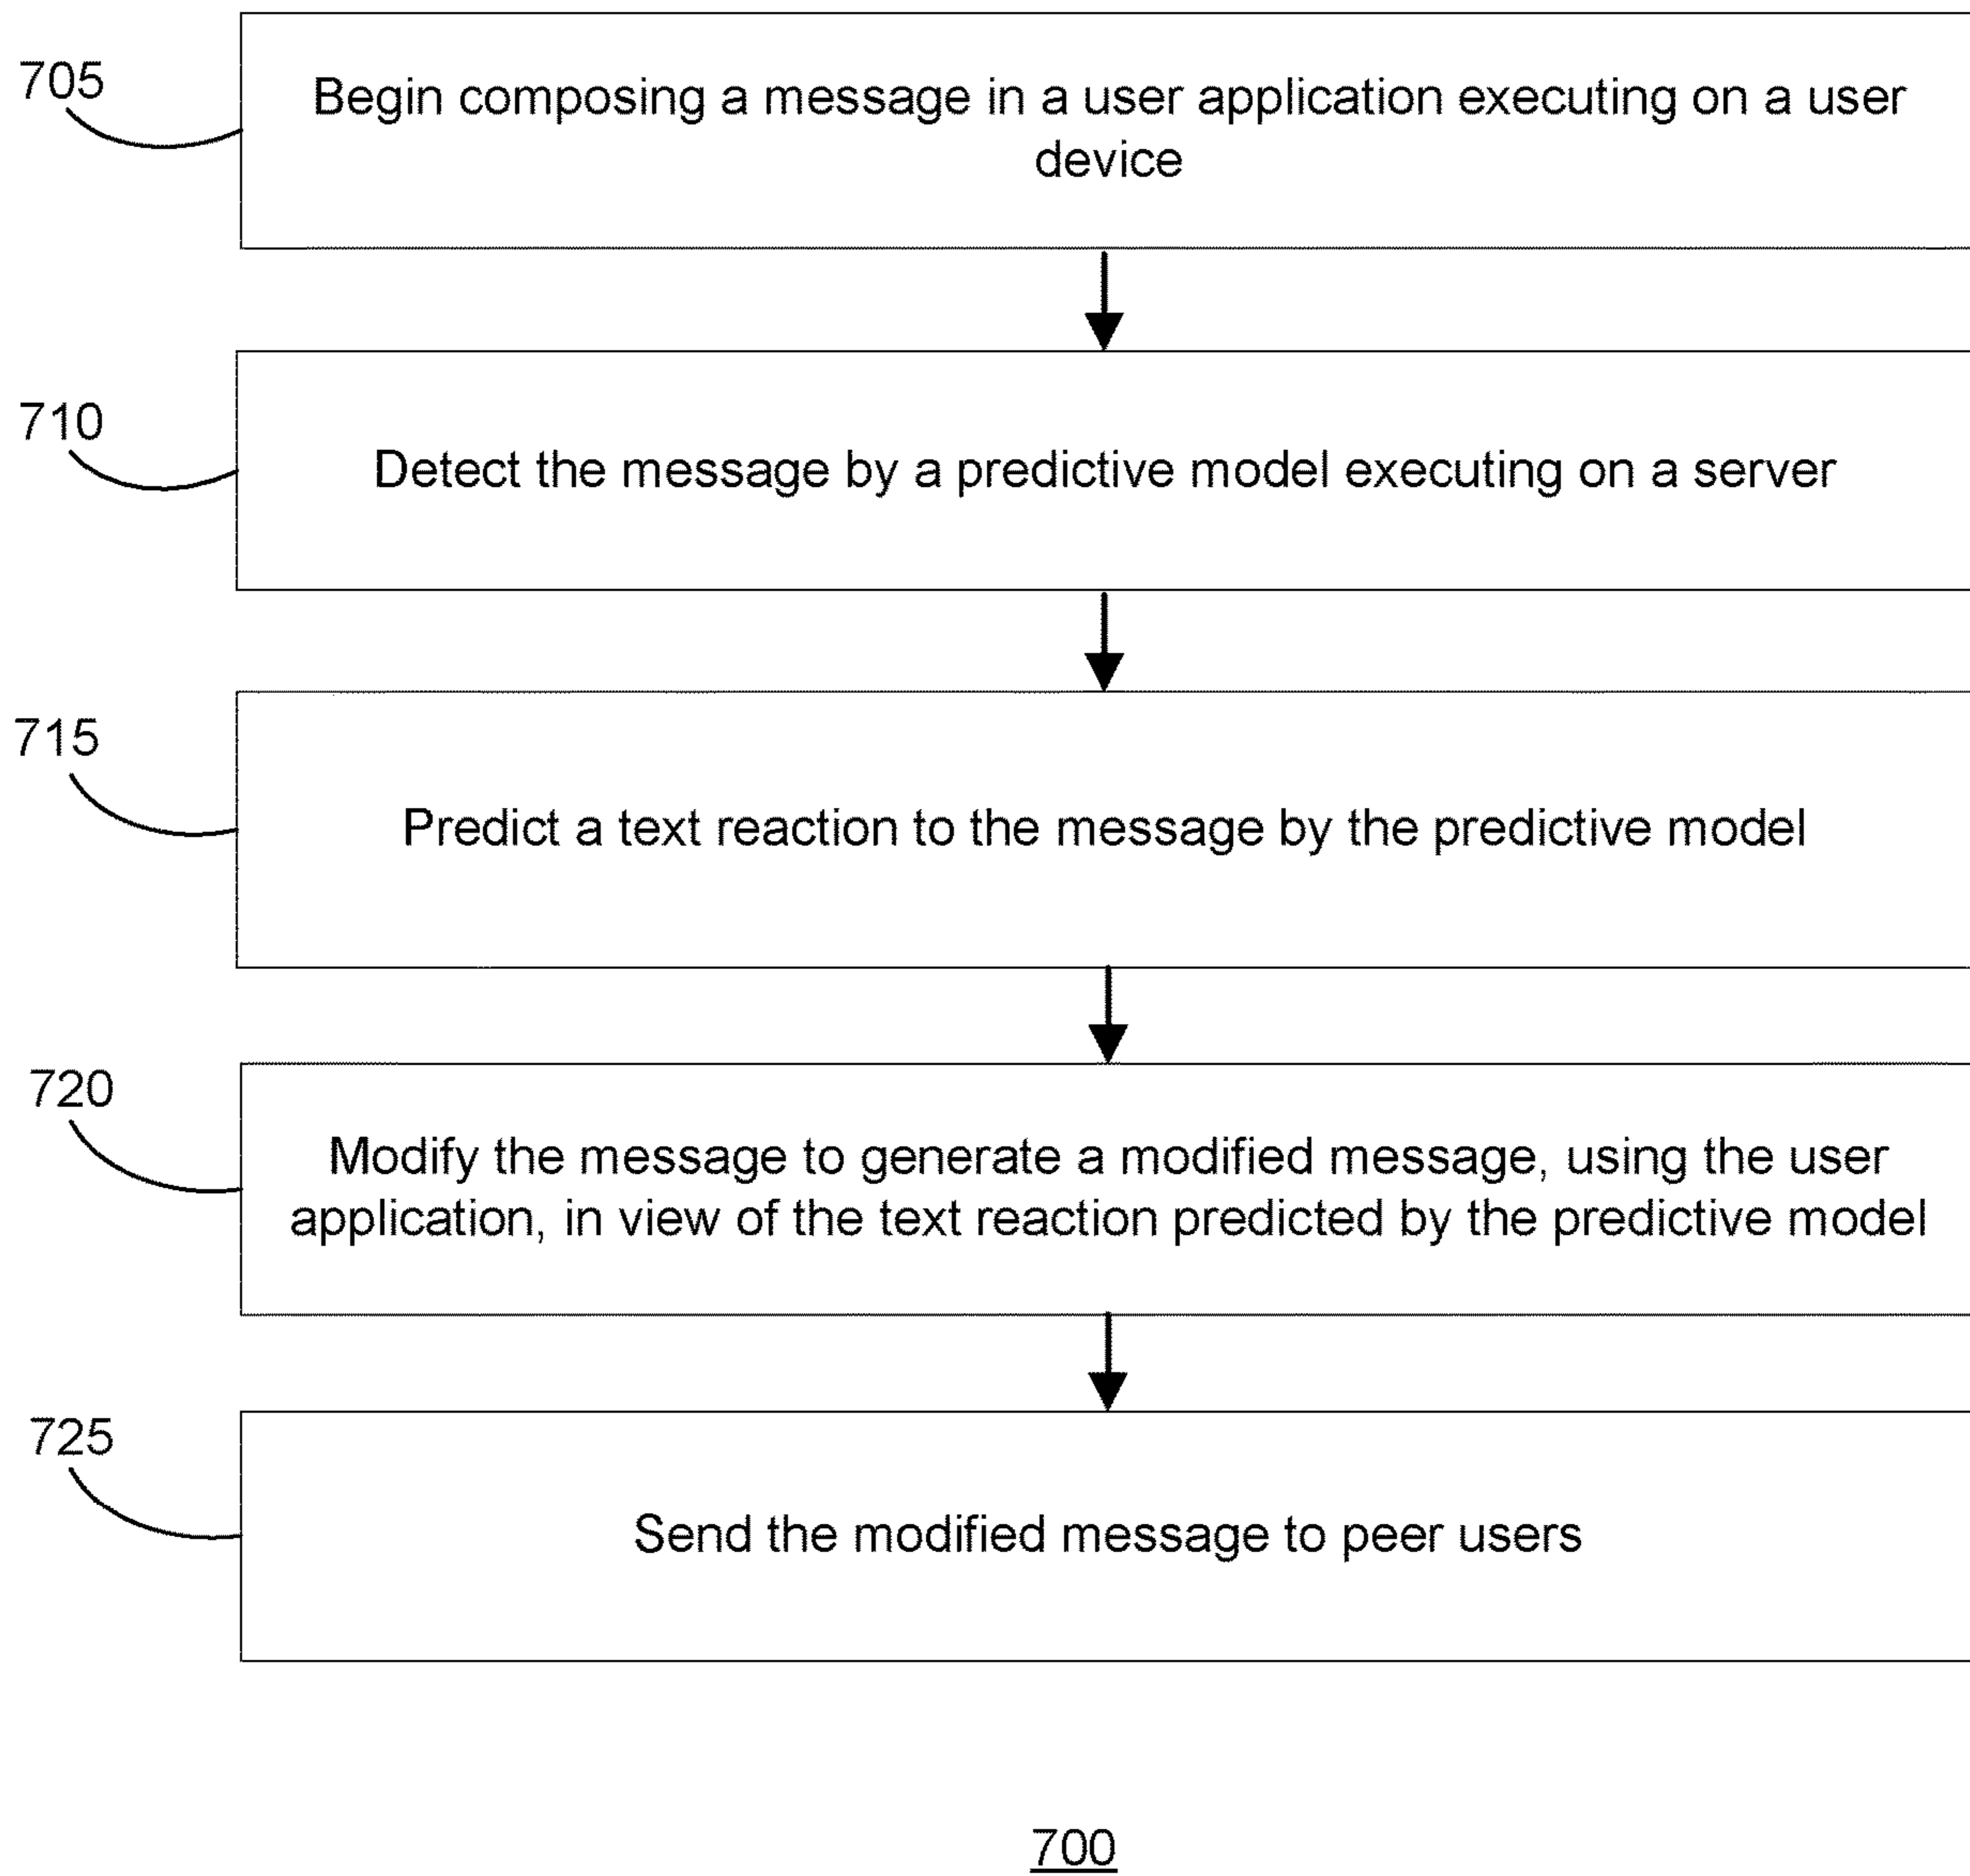 705
Begin composing a message in a user application executing on a user
device
710
Detect the message by a predictive model executing on a server
715
Predict a text reaction to the message by the predictive model
720
Modify the message to generate a modified message, using the user
application, in view of the text reaction predicted by the predictive model
725
Send the modified message to peer users
700